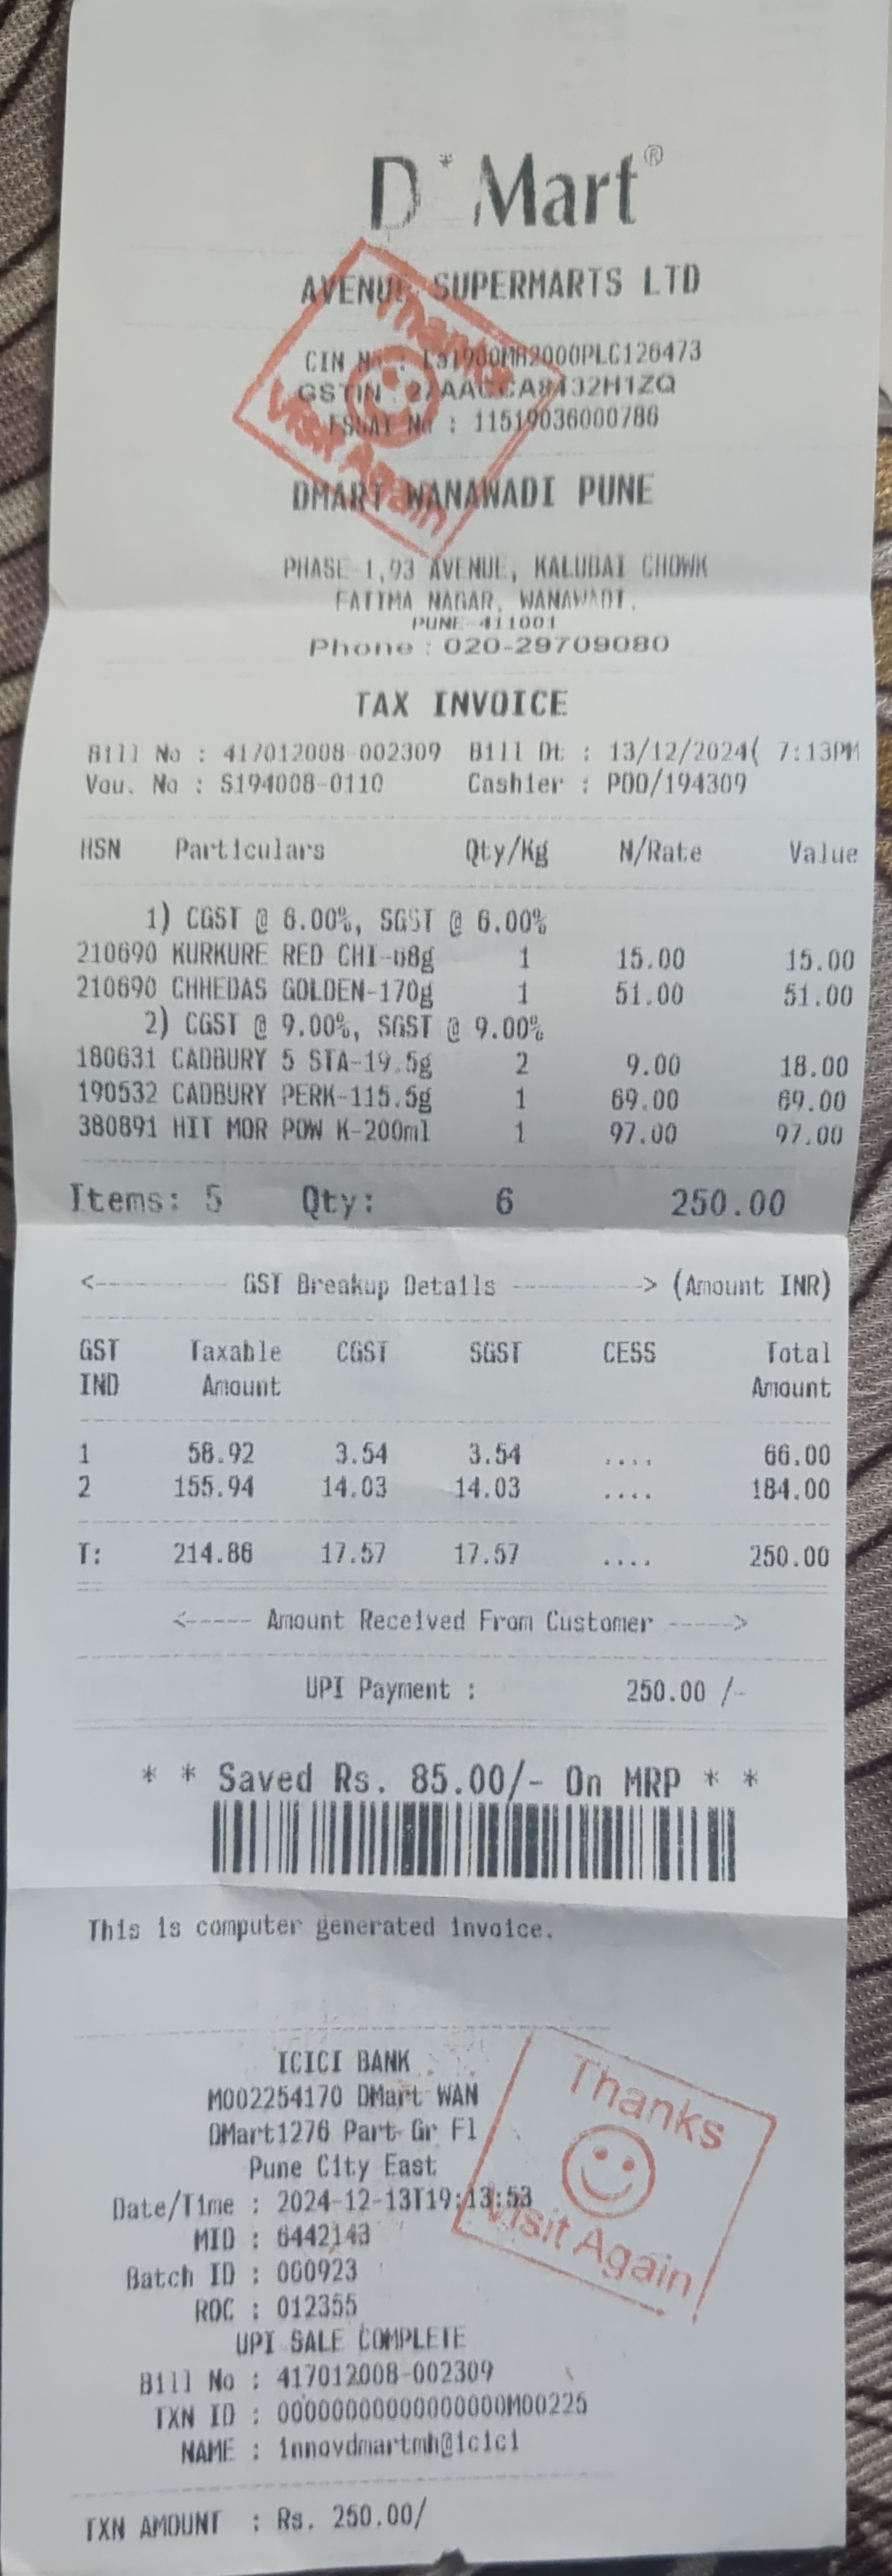 D*Mart®
AVENUE SUPERMARTS LTD
CIN No : L51900MH2000PLC126473
GSTIN : 27AACCA8432H1ZQ
FSSAI No : 11519036000786
Thanks
Visit Again
DMART WANAWADI PUNE
PHASE-1,93 AVENUE, KALUBAI CHOWK
FATIMA NAGAR, WANAWADI,
PUNE-411001
Phone : 020-29709080
TAX INVOICE
Bill No : 417012008-002309 Bill Dt : 13/12/2024( 7:13PM
Vou. No : S194008-0110 Cashier : POO/194309
HSN Particulars Qty/Kg N/Rate Value
1) CGST @ 6.00%, SGST @ 6.00%
210690 KURKURE RED CHI-68g 1 15.00 15.00
210690 CHHEDAS GOLDEN-170g 1 51.00 51.00
2) CGST @ 9.00%, SGST @ 9.00%
180631 CADBURY 5 STA-19.5g 2 9.00 18.00
190532 CADBURY PERK-115.5g 1 69.00 69.00
380891 HIT MOR POW K-200ml 1 97.00 97.00
Items: 5 Qty: 6 250.00
<---------- GST Breakup Details ----------> (Amount INR)
GST Taxable CGST SGST CESS Total
IND Amount Amount
1 58.92 3.54 3.54 .... 66.00
2 155.94 14.03 14.03 .... 184.00
T: 214.86 17.57 17.57 .... 250.00
<----- Amount Received From Customer ----->
UPI Payment : 250.00 /-
* * Saved Rs. 85.00/- On MRP * *
This is computer generated invoice.
ICICI BANK
M002254170 DMart WAN
DMart1276 Part Gr Fl
Pune City East
Date/Time : 2024-12-13T19:13:53
MID : 6442143
Batch ID : 000923
ROC : 012355
UPI SALE COMPLETE
Bill No : 417012008-002309
TXN ID : 00000000000000000M00225
NAME : innovdmartmh@icici
Thanks
Visit Again
TXN AMOUNT : Rs. 250.00/